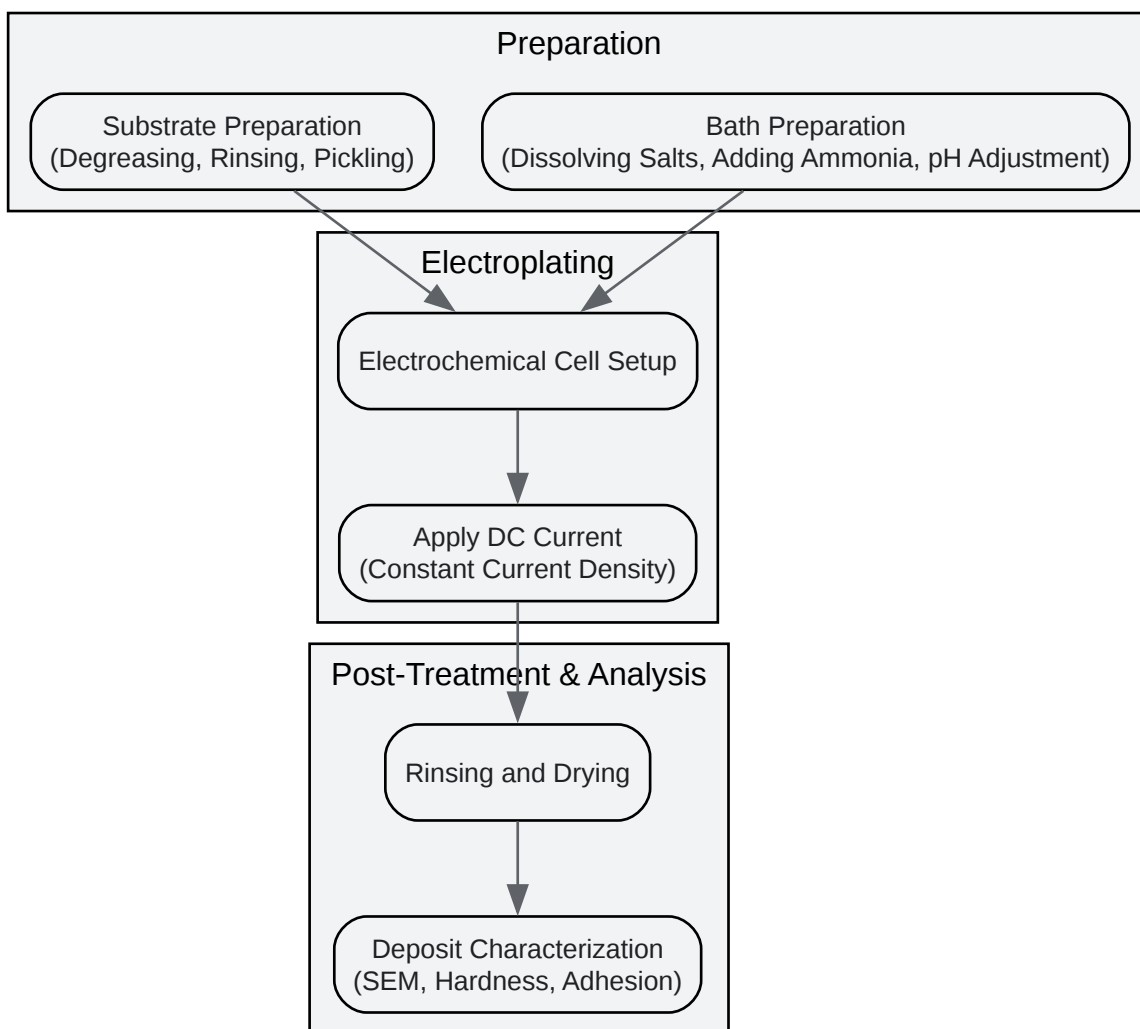 Preparation
Substrate Preparation
(Degreasing, Rinsing, Pickling)
Bath Preparation
(Dissolving Salts, Adding Ammonia, pH Adjustment)
Electroplating
Electrochemical Cell Setup
Apply DC Current
(Constant Current Density)
Post-Treatment & Analysis
Rinsing and Drying
Deposit Characterization
(SEM, Hardness, Adhesion)